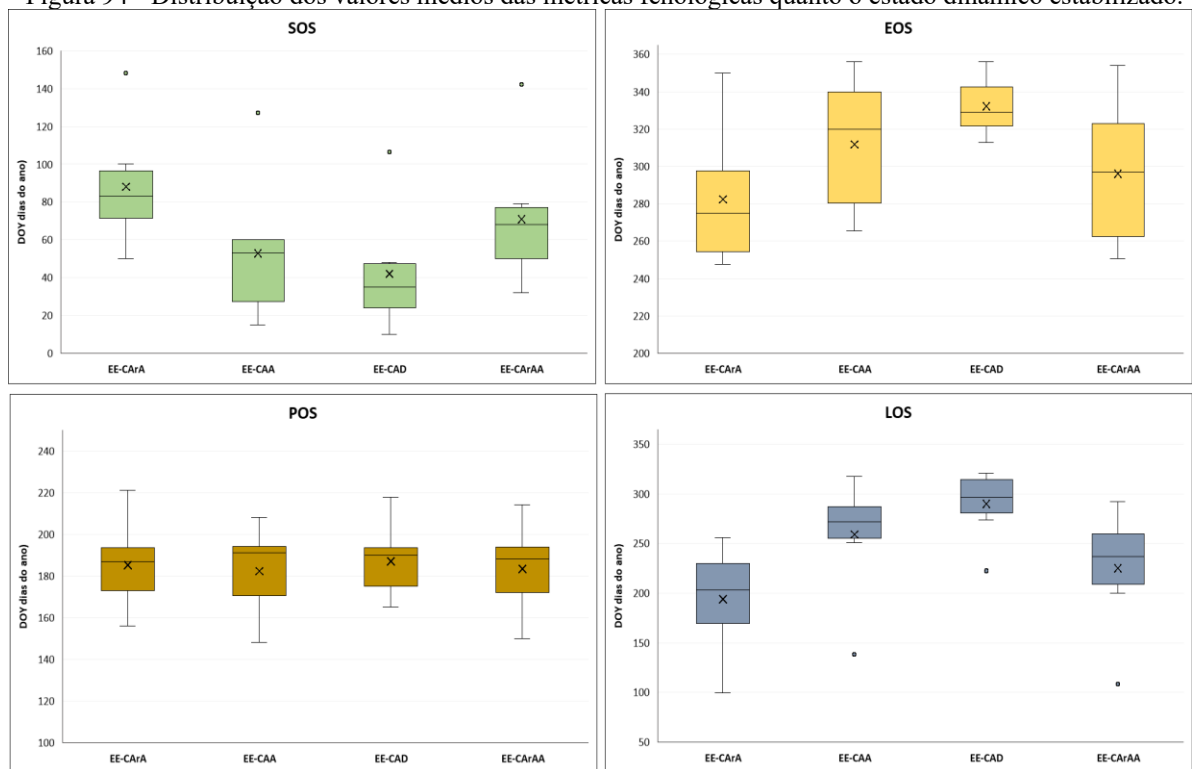 Figura 94 - Distribuição dos valores médios das métricas fenológicas quanto o estado dinâmico estabilizado.
SOS
DOY dias do ano)
160
140
120
100
80
60
40
20
0
EE-CArA EE-CAA EE-CAD EE-CArAA
EOS
DOY dias do ano)
360
340
320
300
280
260
240
220
200
EE-CArA EE-CAA EE-CAD EE-CArAA
POS
DOY dias do ano)
240
220
200
180
160
140
120
100
EE-CArA EE-CAA EE-CAD EE-CArAA
LOS
DOY dias do ano)
350
300
250
200
150
100
50
EE-CArA EE-CAA EE-CAD EE-CArAA